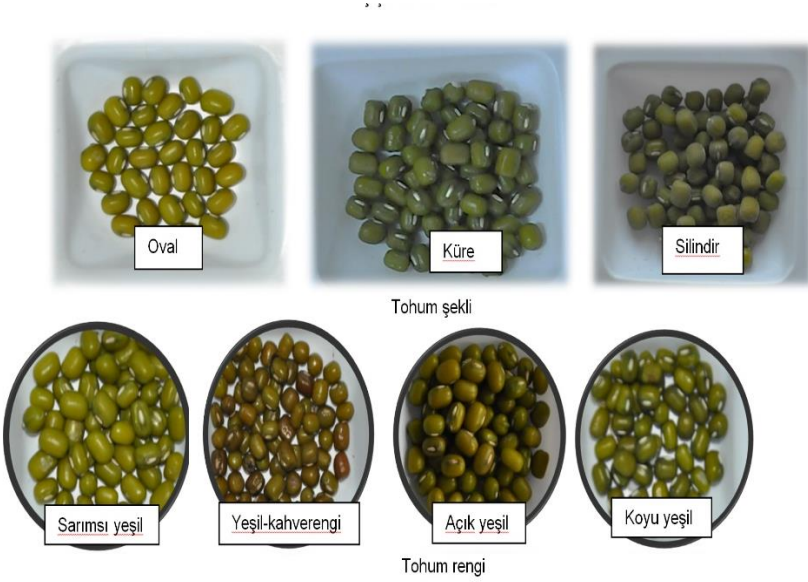 Oval
Küre
Silindir
Tohum şekli
Sarımsı yeşil
Yeşil-kahverengi
Açık yeşil
Koyu yeşil
Tohum rengi